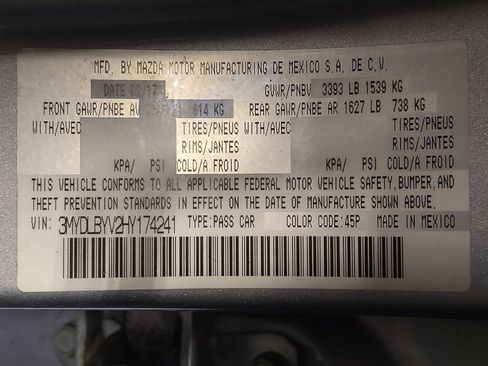 MFD. BY MAZDA MOTOR MANUFACTURING DE MEXICO S.A. DE C.V.
DATE 02/17 GVWR/PNBV 3393 LB 1539 KG
FRONT GAWR/PNBE AV 814 KG REAR GAWR/PNBE AR 1627 LB 738 KG
WITH/AVEC TIRES/PNEUS WITH/AVEC TIRES/PNEUS
RIMS/JANTES RIMS/JANTES
KPA/ PSI COLD/A FROID KPA/ PSI COLD/A FROID
THIS VEHICLE CONFORMS TO ALL APPLICABLE FEDERAL MOTOR VEHICLE SAFETY, BUMPER, AND
THEFT PREVENTION STANDARDS IN EFFECT ON THE DATE OF MANUFACTURE SHOWN ABOVE.
VIN: 3MYDLBYV2HY174241 TYPE:PASS CAR COLOR CODE:45P MADE IN MEXICO